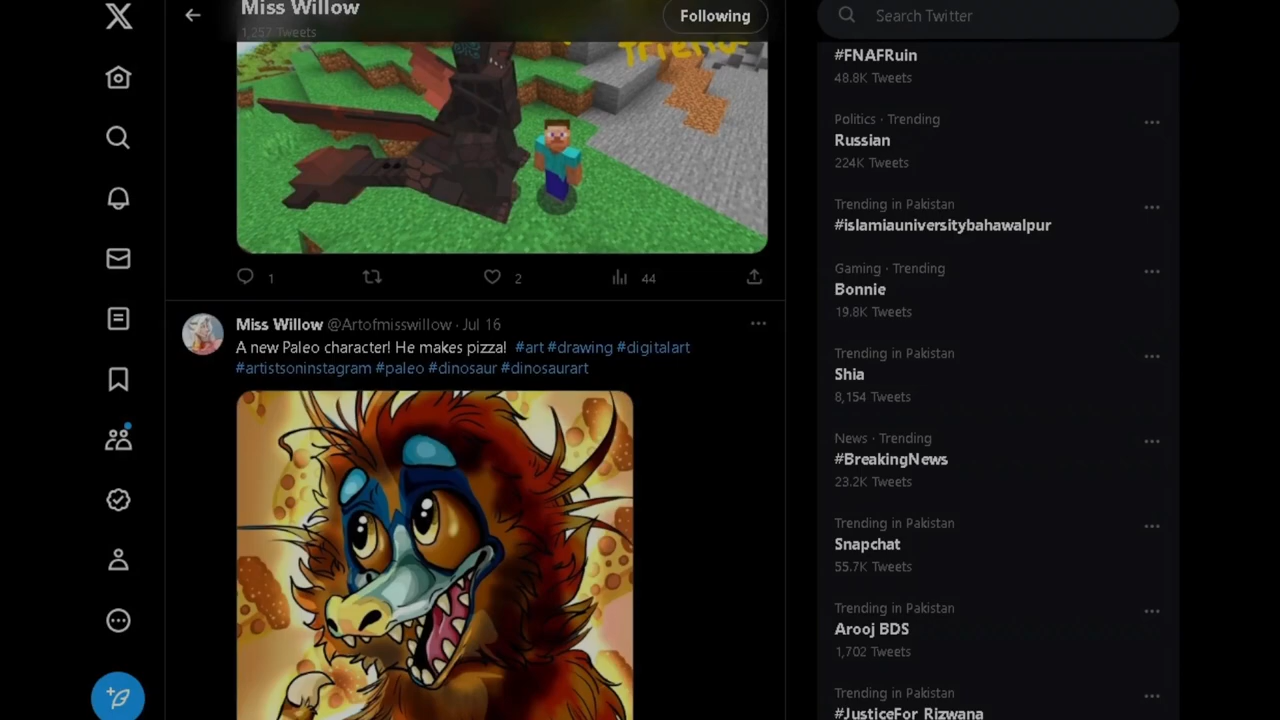 Miss Willow
1,257 Tweets
Following
Search Twitter
friend
1
2
44
Miss Willow @Artofmisswillow · Jul 16
A new Paleo character! He makes pizza! #art #drawing #digitalart
#artistsoninstagram #paleo #dinosaur #dinosaurart
#FNAFRuin
48.8K Tweets
Politics · Trending
Russian
224K Tweets
Trending in Pakistan
#islamiauniversitybahawalpur
Gaming · Trending
Bonnie
19.8K Tweets
Trending in Pakistan
Shia
8,154 Tweets
News · Trending
#BreakingNews
23.2K Tweets
Trending in Pakistan
Snapchat
55.7K Tweets
Trending in Pakistan
Arooj BDS
1,702 Tweets
Trending in Pakistan
#JusticeFor_Rizwana